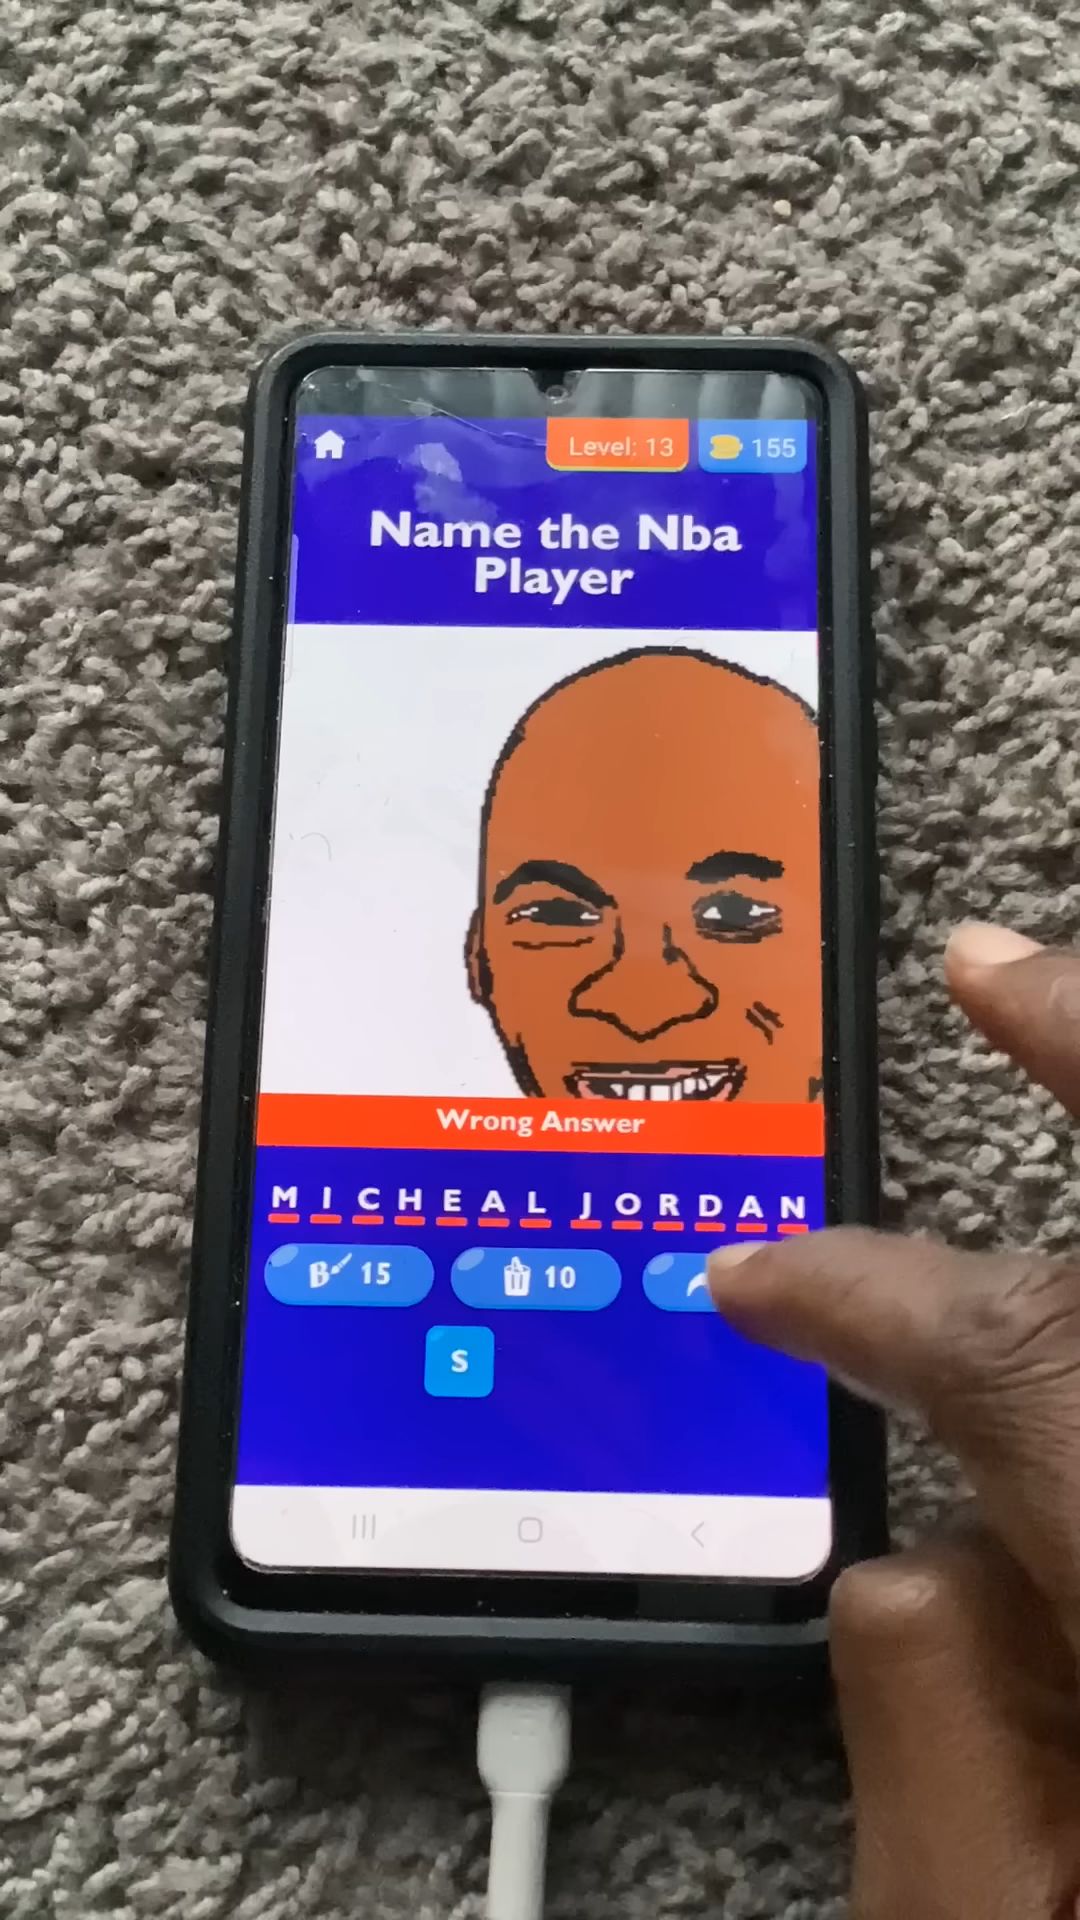 Level: 13
155
Name the Nba
Player
Wrong Answer
MICHEAL JORDAN
B 15
10
S